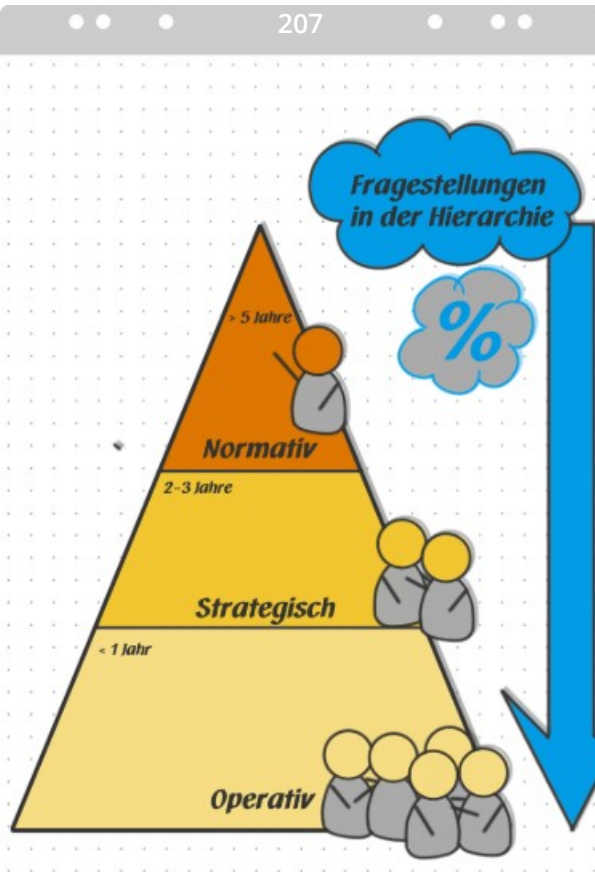 207
Fragestellungen
in der Hierarchie
%
> 5 Jahre
Normativ
2-3 Jahre
Strategisch
< 1 Jahr
Operativ